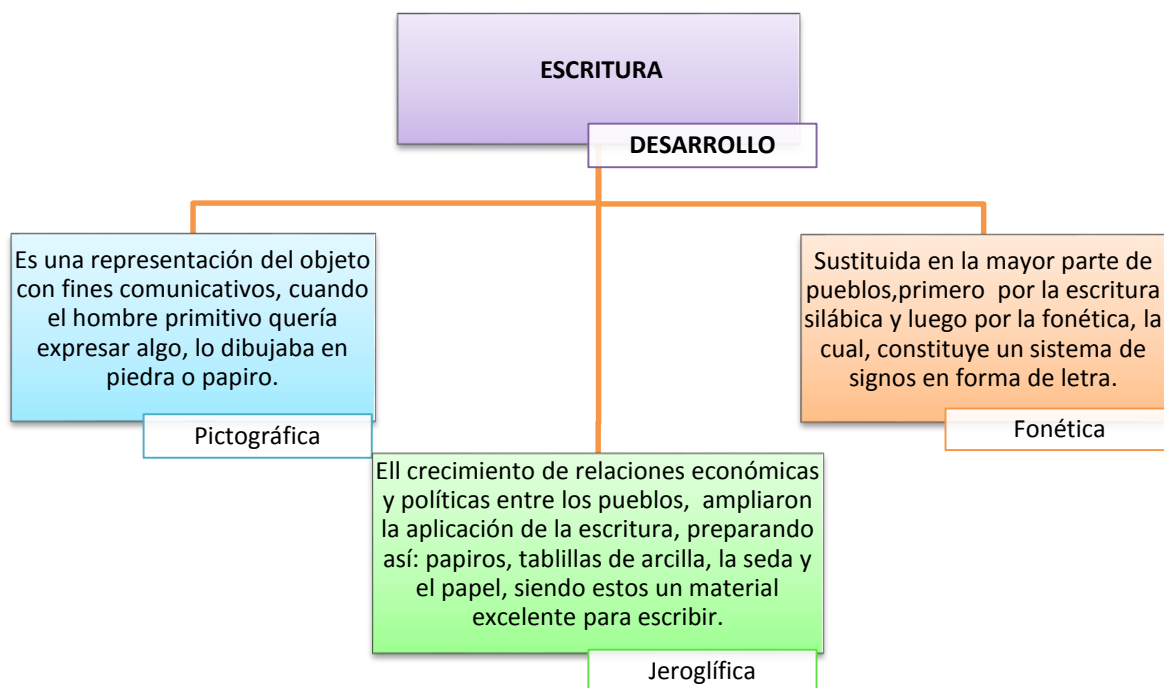 ESCRITURA
DESARROLLO
Es una representación del objeto
con fines comunicativos, cuando
el hombre primitivo quería
expresar algo, lo dibujaba en
piedra o papiro.
Pictográfica
Ell crecimiento de relaciones económicas
y políticas entre los pueblos, ampliaron
la aplicación de la escritura, preparando
así: papiros, tablillas de arcilla, la seda y
el papel, siendo estos un material
excelente para escribir.
Jeroglífica
Sustituida en la mayor parte de
pueblos,primero por la escritura
silábica y luego por la fonética, la
cual, constituye un sistema de
signos en forma de letra.
Fonética